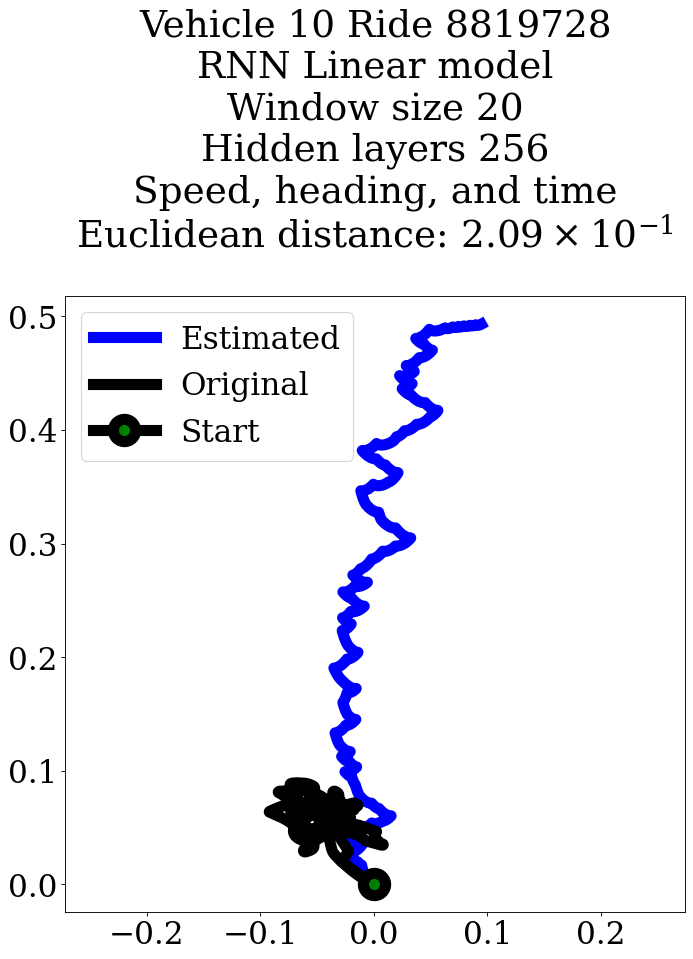 Vehicle 10 Ride 8819728
RNN Linear model
Window size 20
Hidden layers 256
Speed, heading, and time
Euclidean distance: 2.09 × 10⁻¹
Estimated
Original
Start
0.5
0.4
0.3
0.2
0.1
0.0
−0.2 −0.1 0.0 0.1 0.2